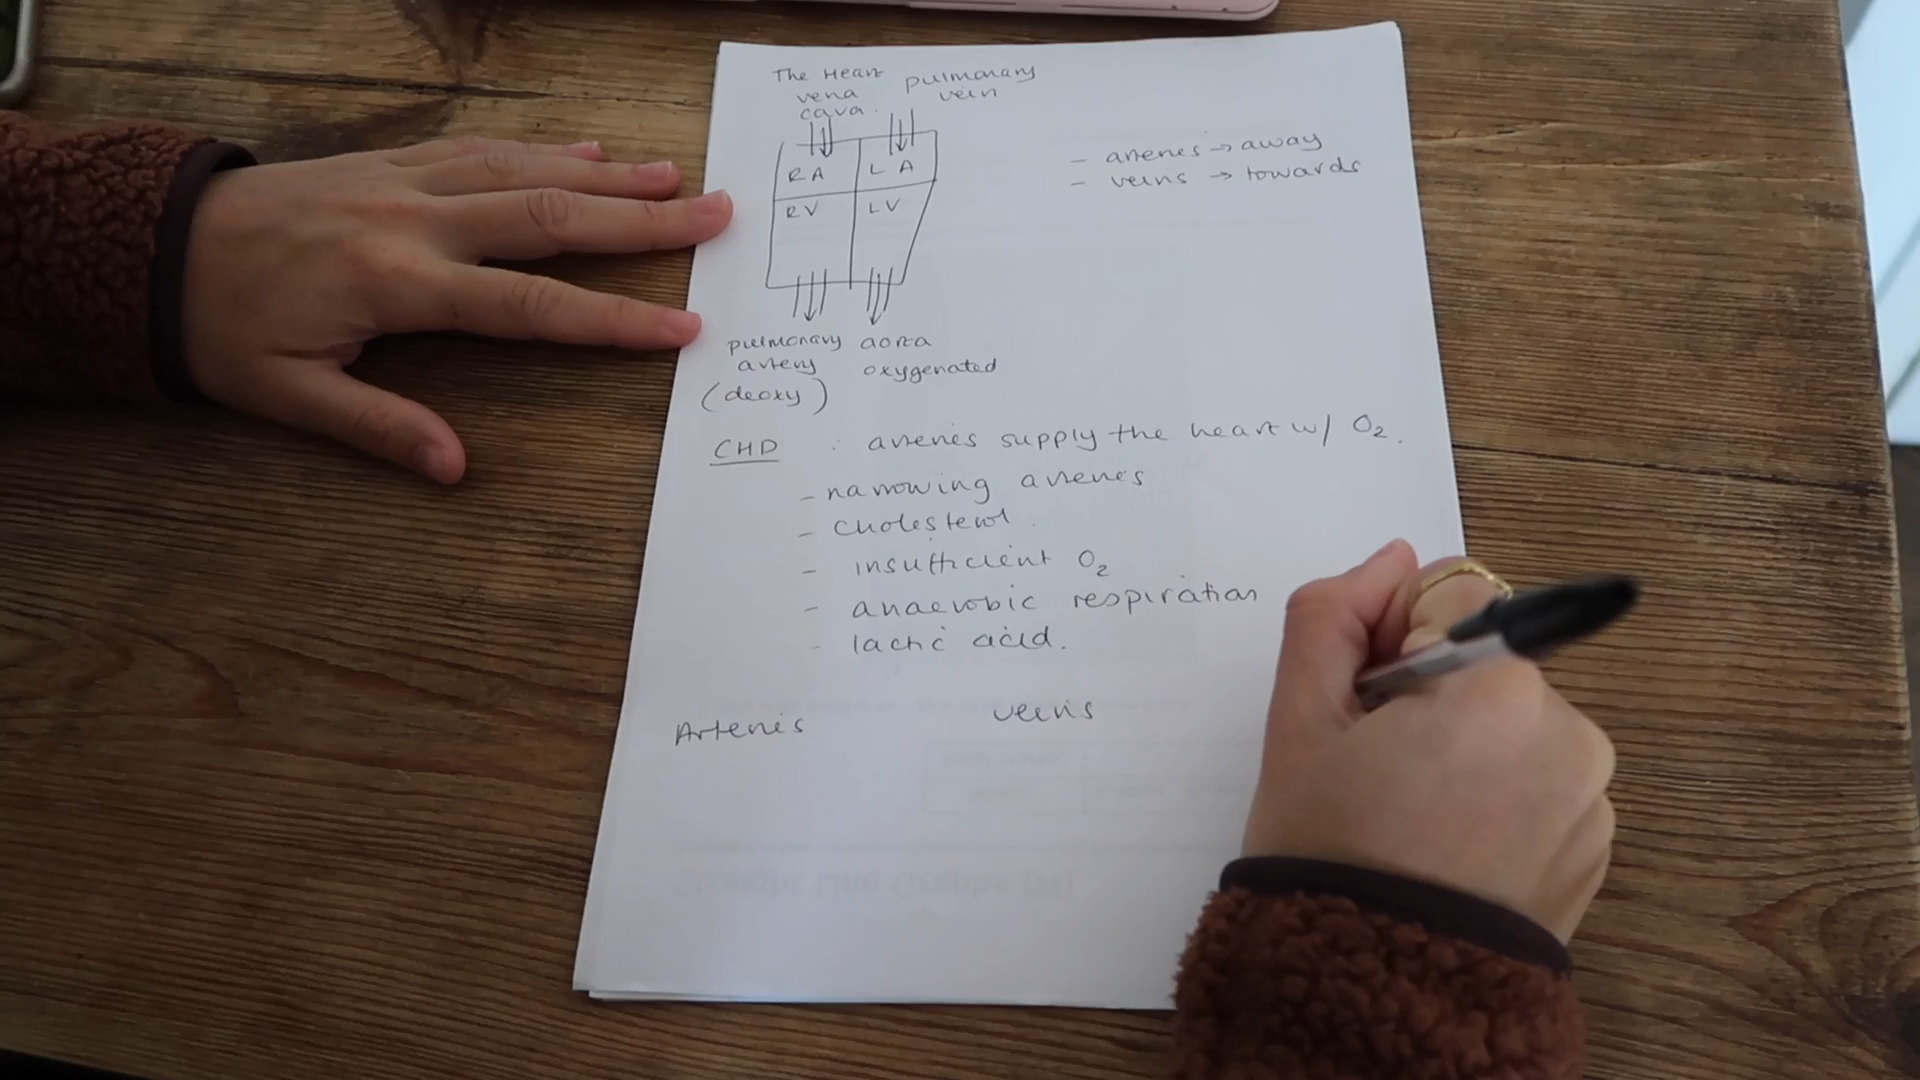 The Heart
vena
cava
pulmonary
vein
RA
LA
RV
LV
- arteries → away
- veins → towards
pulmonary
artery
(deoxy)
aorta
oxygenated
CHD : arteries supply the heart w/ O₂.
- narrowing arteries
- cholesterol
- insufficient O₂
- anaerobic respiration
- lactic acid.
Arteries
veins